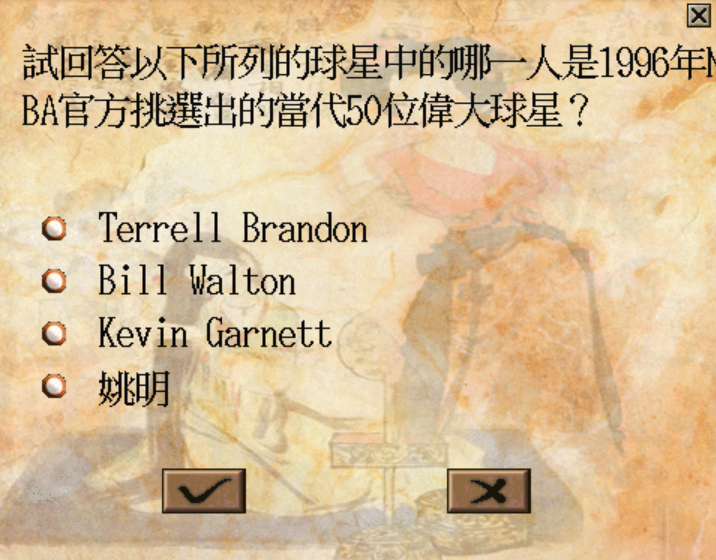 試回答以下所列的球星中的哪一人是1996年N
BA官方挑選出的當代50位偉大球星？
Terrell Brandon
Bill Walton
Kevin Garnett
姚明